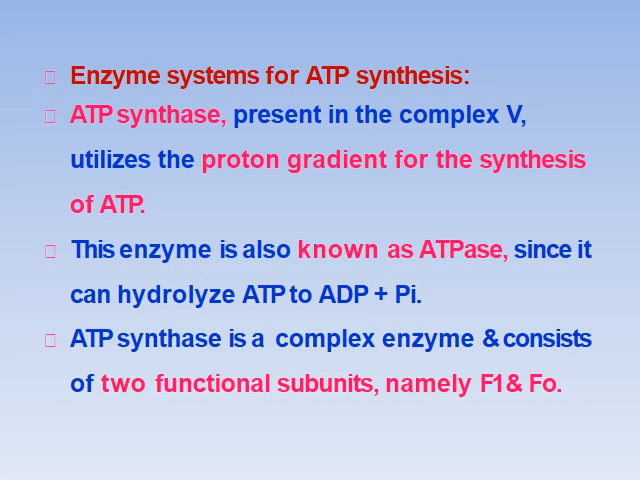 Enzyme systems for ATP synthesis:
ATP synthase, present in the complex V,
utilizes the proton gradient for the synthesis
of ATP.
This enzyme is also known as ATPase, since it
can hydrolyze ATP to ADP + Pi.
ATP synthase is a complex enzyme & consists
of two functional subunits, namely F1 & Fo.